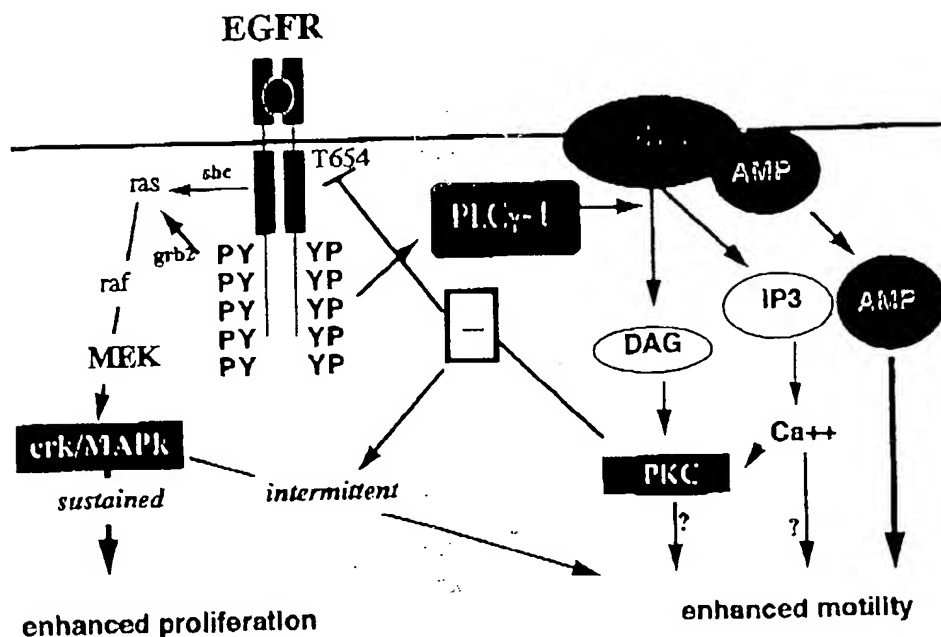 EGFR
T654
AMP
shc
ras
PLCγ-1
grb2
PY YP
raf
PY YP
PY YP
PY YP
PY YP
IP3
AMP
DAG
—
MEK
Ca++
erk/MAPk
PKC
sustained
intermittent
?
?
enhanced proliferation
enhanced motility